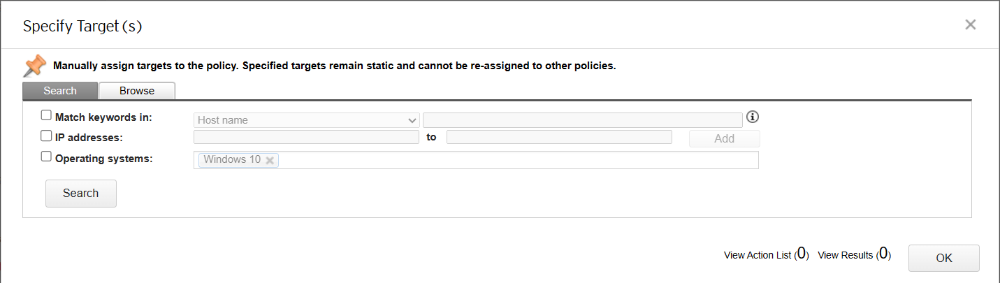 Specify Target(s)
Manually assign targets to the policy. Specified targets remain static and cannot be re-assigned to other policies.
Search Browse
Match keywords in: Host name
IP addresses: to Add
Operating systems: Windows 10
Search
View Action List (0) View Results (0) OK